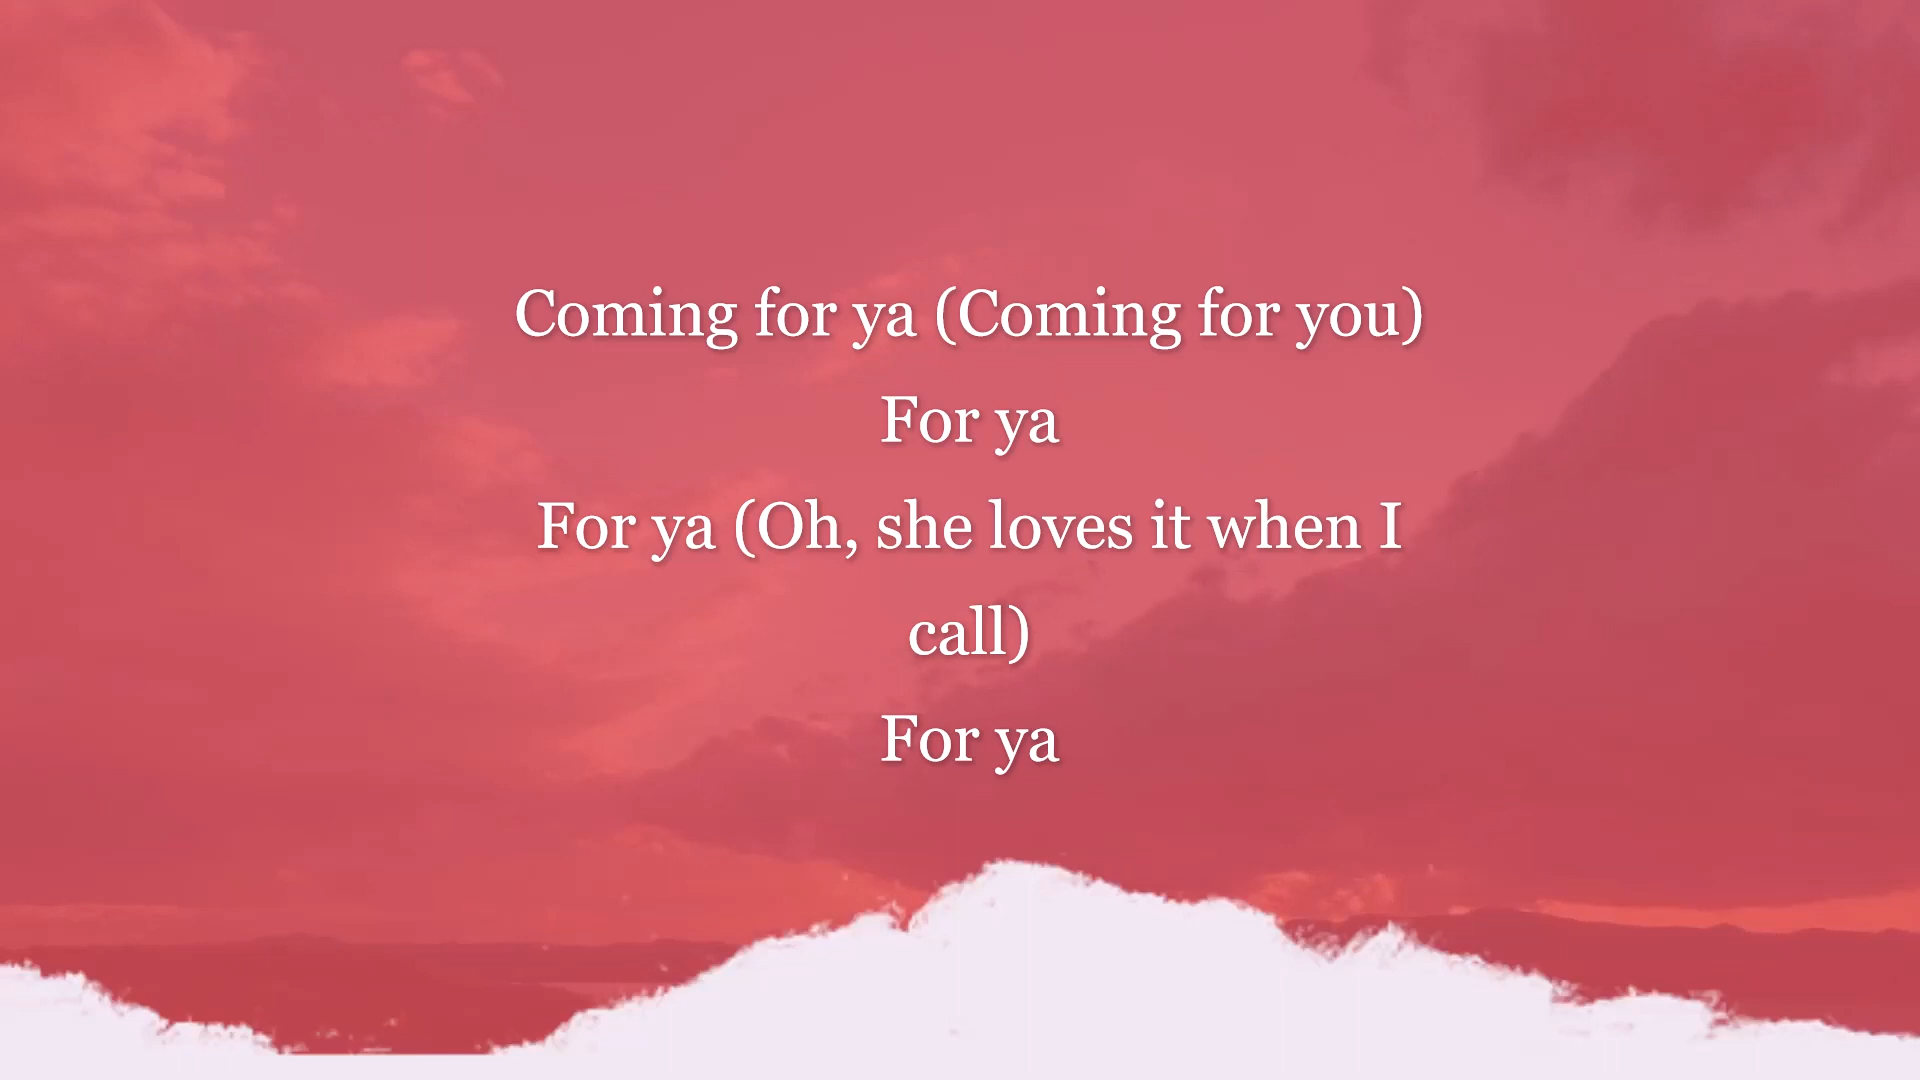 Coming for ya (Coming for you)
For ya
For ya (Oh, she loves it when I
call)
For ya